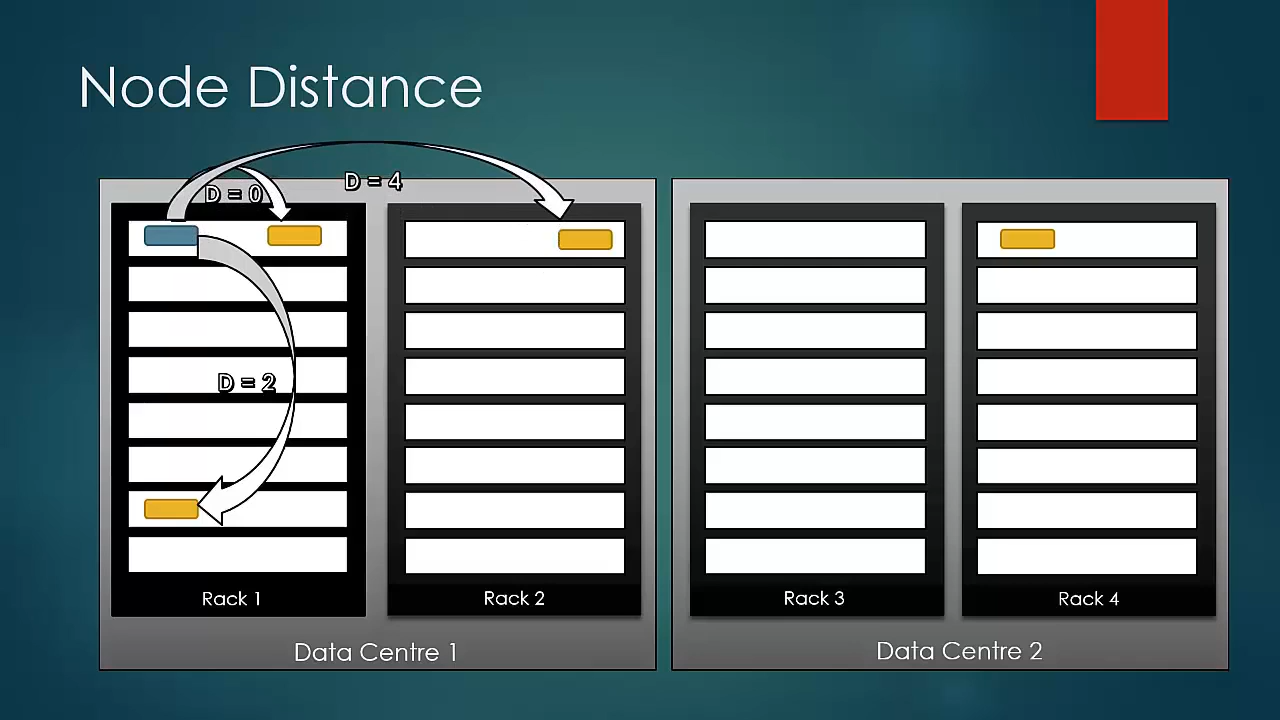 Node Distance
D = 0
D = 4
D = 2
Rack 1
Rack 2
Rack 3
Rack 4
Data Centre 1
Data Centre 2